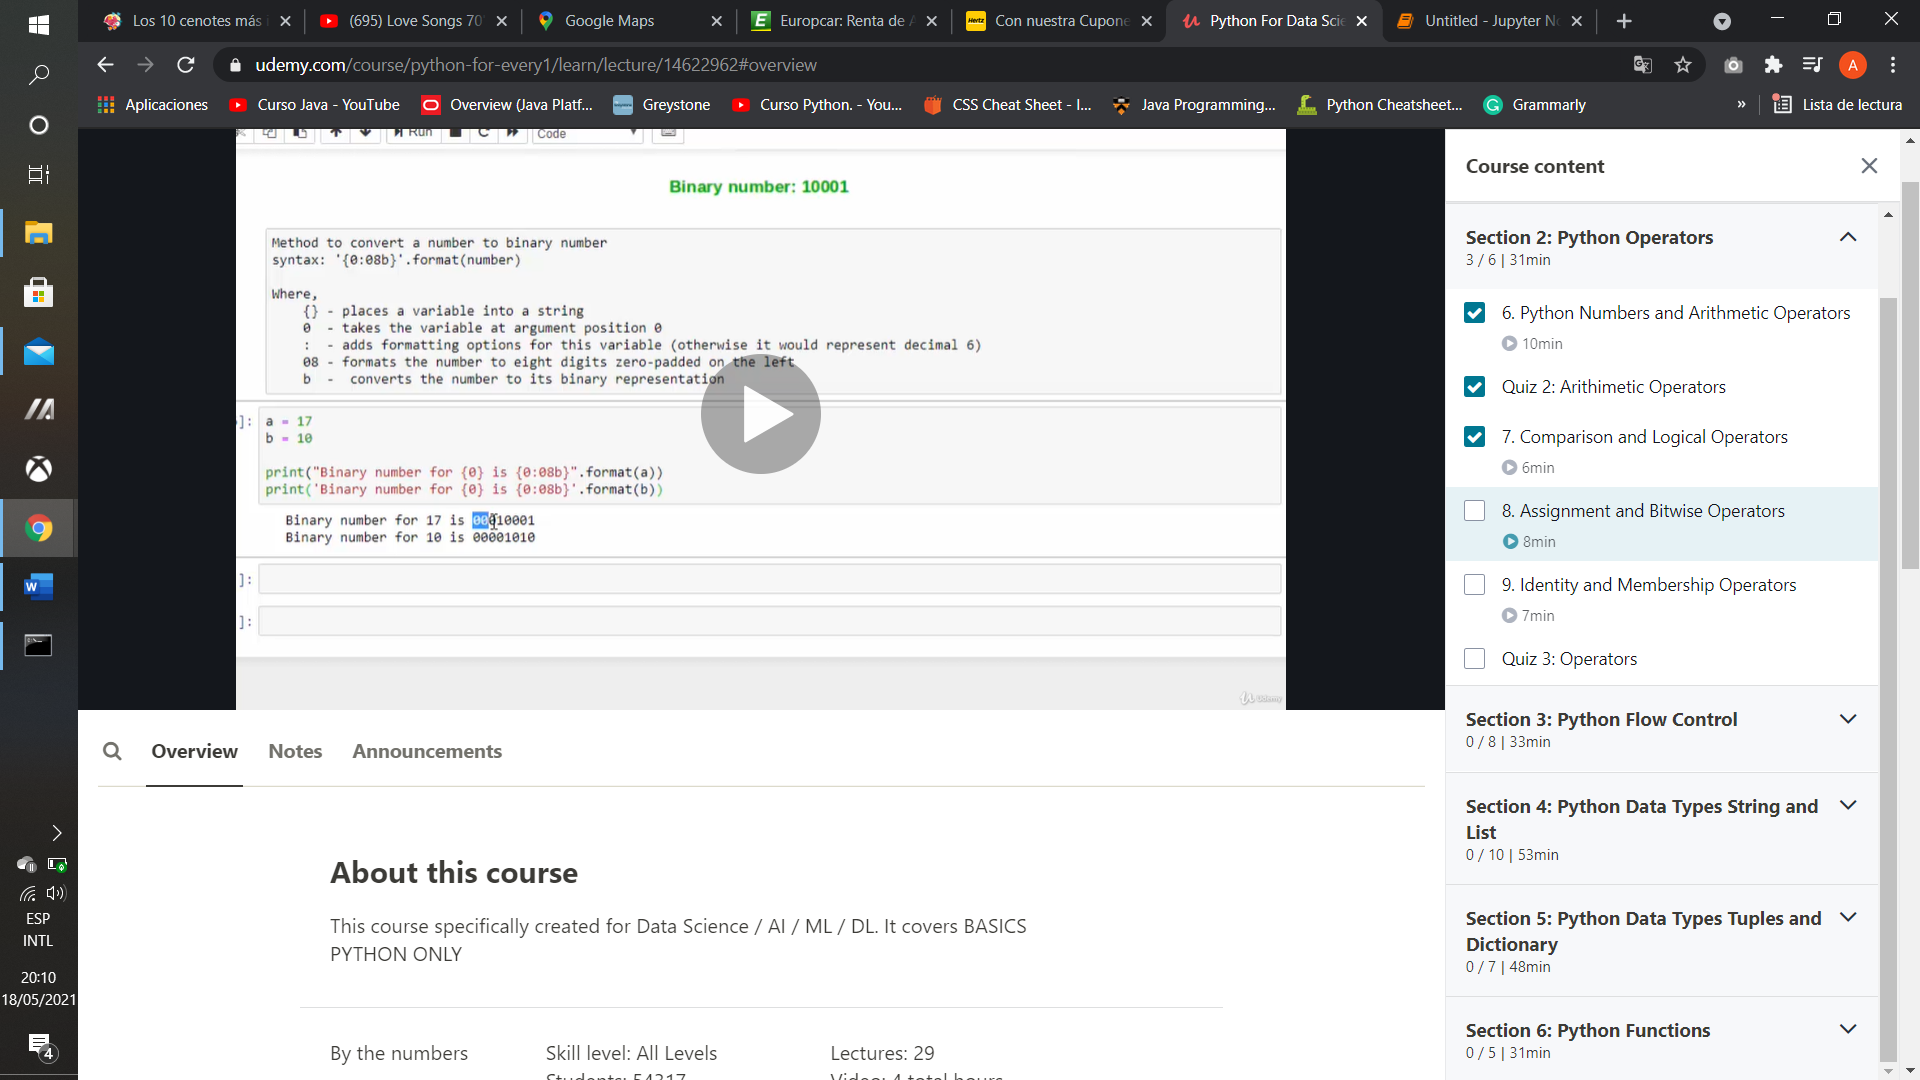 Los 10 cenotes más
(695) Love Songs 70
Google Maps
Europcar: Renta de
Hertz
Con nuestra Cupone
Python For Data Scie
Untitled - Jupyter No
udemy.com/course/python-for-every1/learn/lecture/14622962#overview
A
Aplicaciones
Curso Java - YouTube
Overview (Java Platf...
Greystone
Curso Python. - You...
CSS Cheat Sheet - I...
Java Programming...
Python Cheatsheet...
Grammarly
»
Lista de lectura
Run
Code
Binary number: 10001
Method to convert a number to binary number
syntax: '{0:08b}'.format(number)
Where,
{} - places a variable into a string
0 - takes the variable at argument position 0
: - adds formatting options for this variable (otherwise it would represent decimal 6)
08 - formats the number to eight digits zero-padded on the left
b - converts the number to its binary representation
]:
a = 17
b = 10
print("Binary number for {0} is {0:08b}".format(a))
print('Binary number for {0} is {0:08b}'.format(b))
Binary number for 17 is 00010001
Binary number for 10 is 00001010
]:
]:
Udemy
Overview
Notes
Announcements
About this course
This course specifically created for Data Science / AI / ML / DL. It covers BASICS
PYTHON ONLY
By the numbers
Skill level: All Levels
Students: 54317
Lectures: 29
Video: 4 total hours
Course content
Section 2: Python Operators
3 / 6 | 31min
6. Python Numbers and Arithmetic Operators
10min
Quiz 2: Arithimetic Operators
7. Comparison and Logical Operators
6min
8. Assignment and Bitwise Operators
8min
9. Identity and Membership Operators
7min
Quiz 3: Operators
Section 3: Python Flow Control
0 / 8 | 33min
Section 4: Python Data Types String and
List
0 / 10 | 53min
Section 5: Python Data Types Tuples and
Dictionary
0 / 7 | 48min
Section 6: Python Functions
0 / 5 | 31min
ESP
INTL
20:10
18/05/2021
4